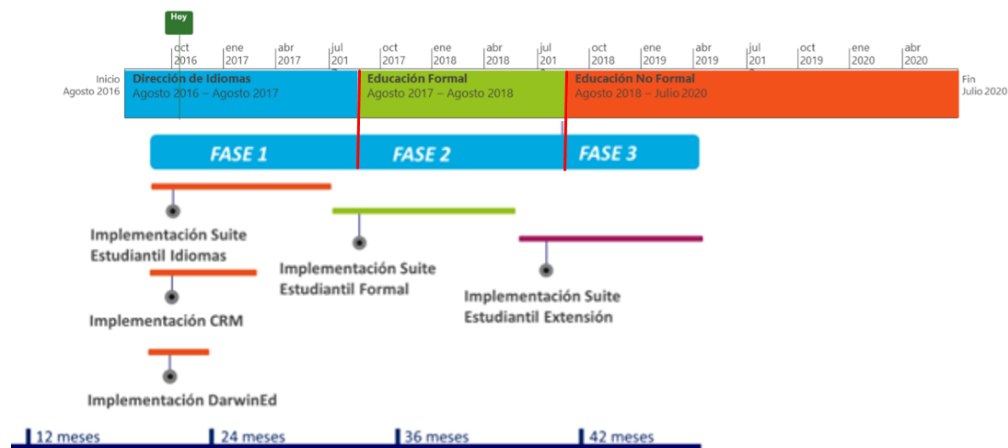 Hoy
oct
2016
ene
2017
abr
2017
jul
201
oct
2017
ene
2018
abr
2018
jul
201
oct
2018
ene
2019
abr
2019
jul
201
oct
2019
ene
2020
abr
2020
Inicio
Agosto 2016
Dirección de Idiomas
Agosto 2016 – Agosto 2017
Educación Formal
Agosto 2017 – Agosto 2018
Educación No Formal
Agosto 2018 – Julio 2020
Fin
Julio 2020
FASE 1
FASE 2
FASE 3
Implementación Suite
Estudiantil Idiomas
Implementación Suite
Estudiantil Formal
Implementación Suite
Estudiantil Extensión
Implementación CRM
Implementación DarwinEd
12 meses
24 meses
36 meses
42 meses